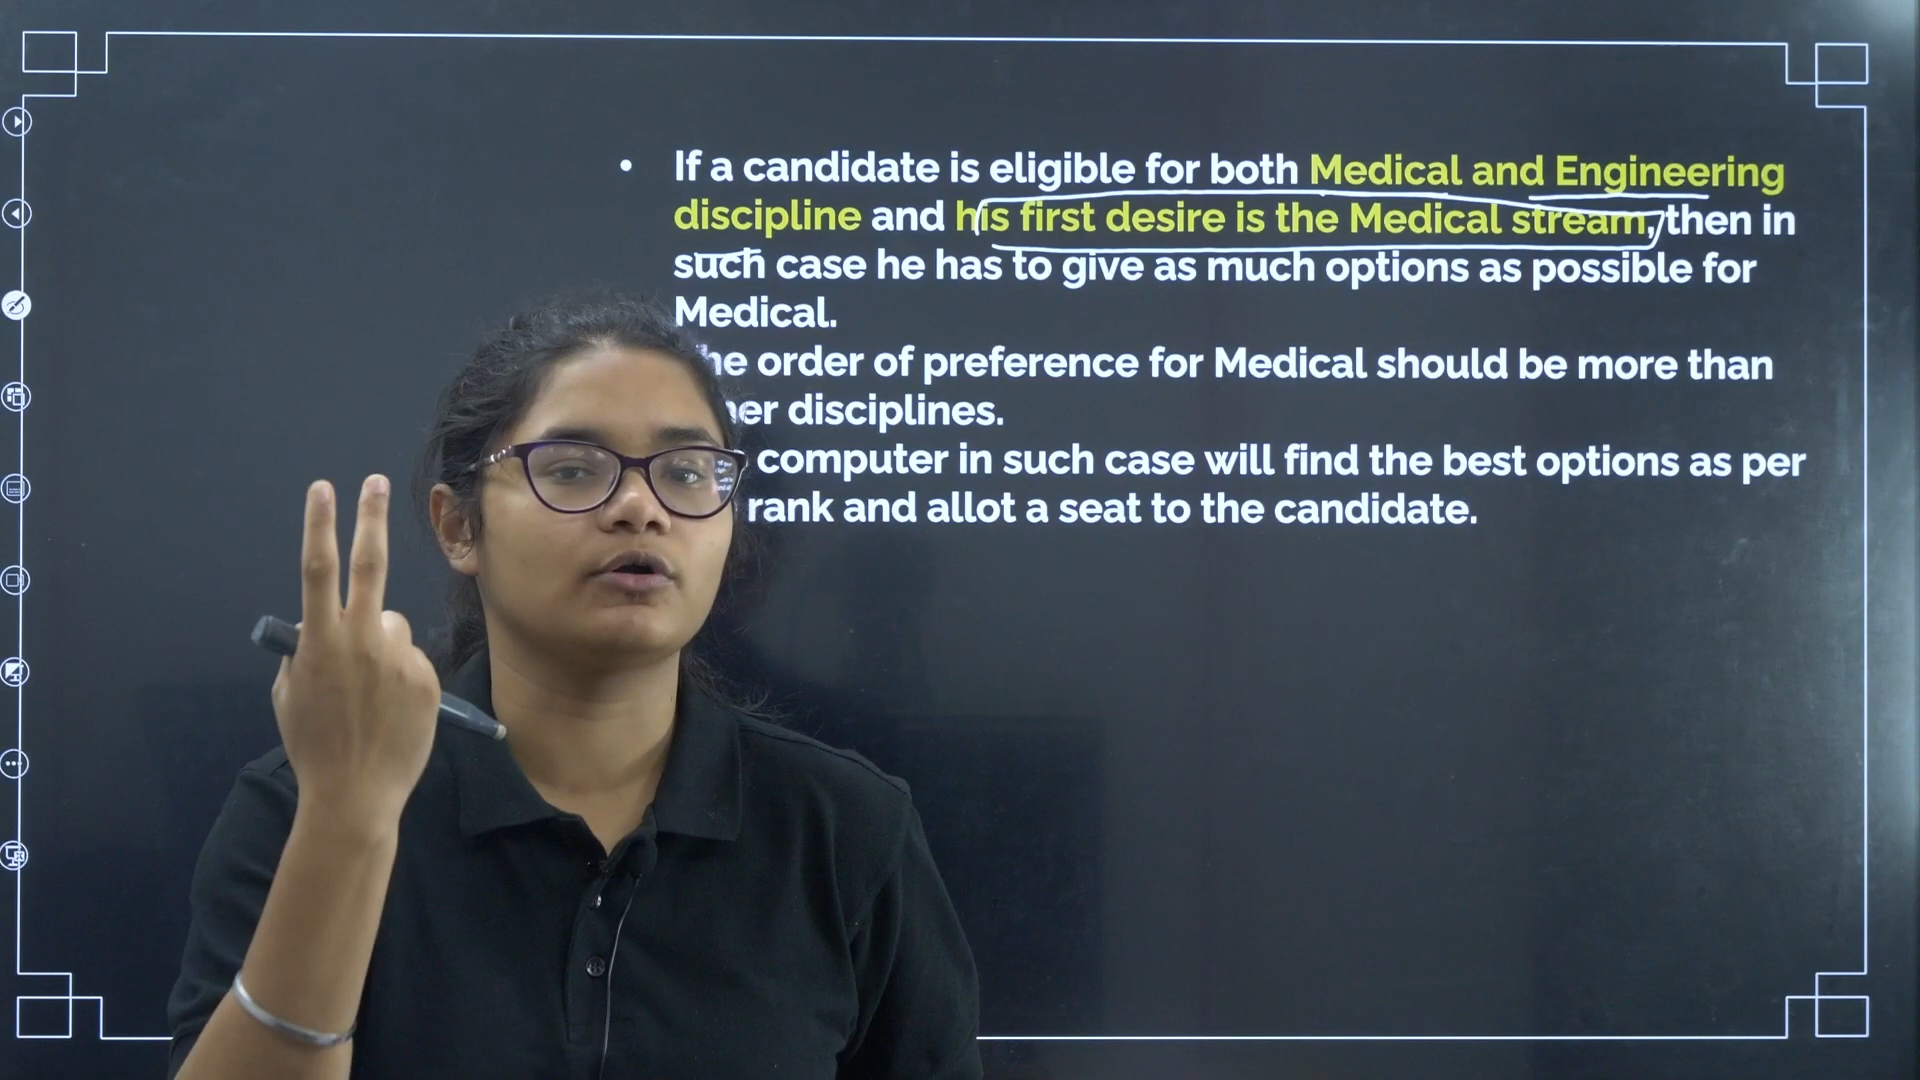 • If a candidate is eligible for both Medical and Engineering
discipline and his first desire is the Medical stream, then in
such case he has to give as much options as possible for
Medical.
he order of preference for Medical should be more than
her disciplines.
computer in such case will find the best options as per
rank and allot a seat to the candidate.